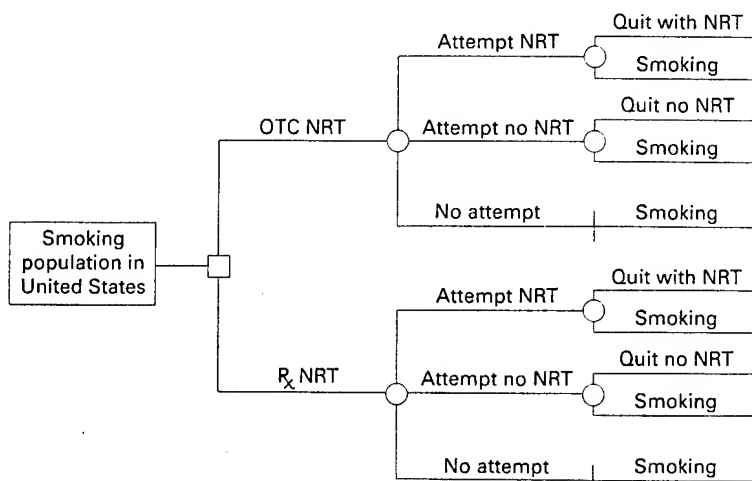 Quit with NRT
Attempt NRT
Smoking
Quit no NRT
OTC NRT
Attempt no NRT
Smoking
No attempt
Smoking
Smoking
population in
United States
Quit with NRT
Attempt NRT
Smoking
Quit no NRT
℞ NRT
Attempt no NRT
Smoking
No attempt
Smoking